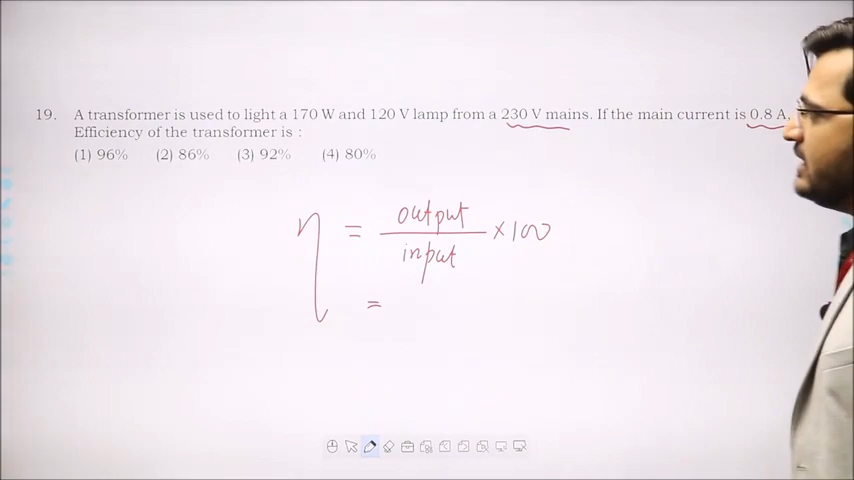 19. A transformer is used to light a 170 W and 120 V lamp from a 230 V mains. If the main current is 0.8 A,
Efficiency of the transformer is :
(1) 96% (2) 86% (3) 92% (4) 80%
η = output / input × 100
=